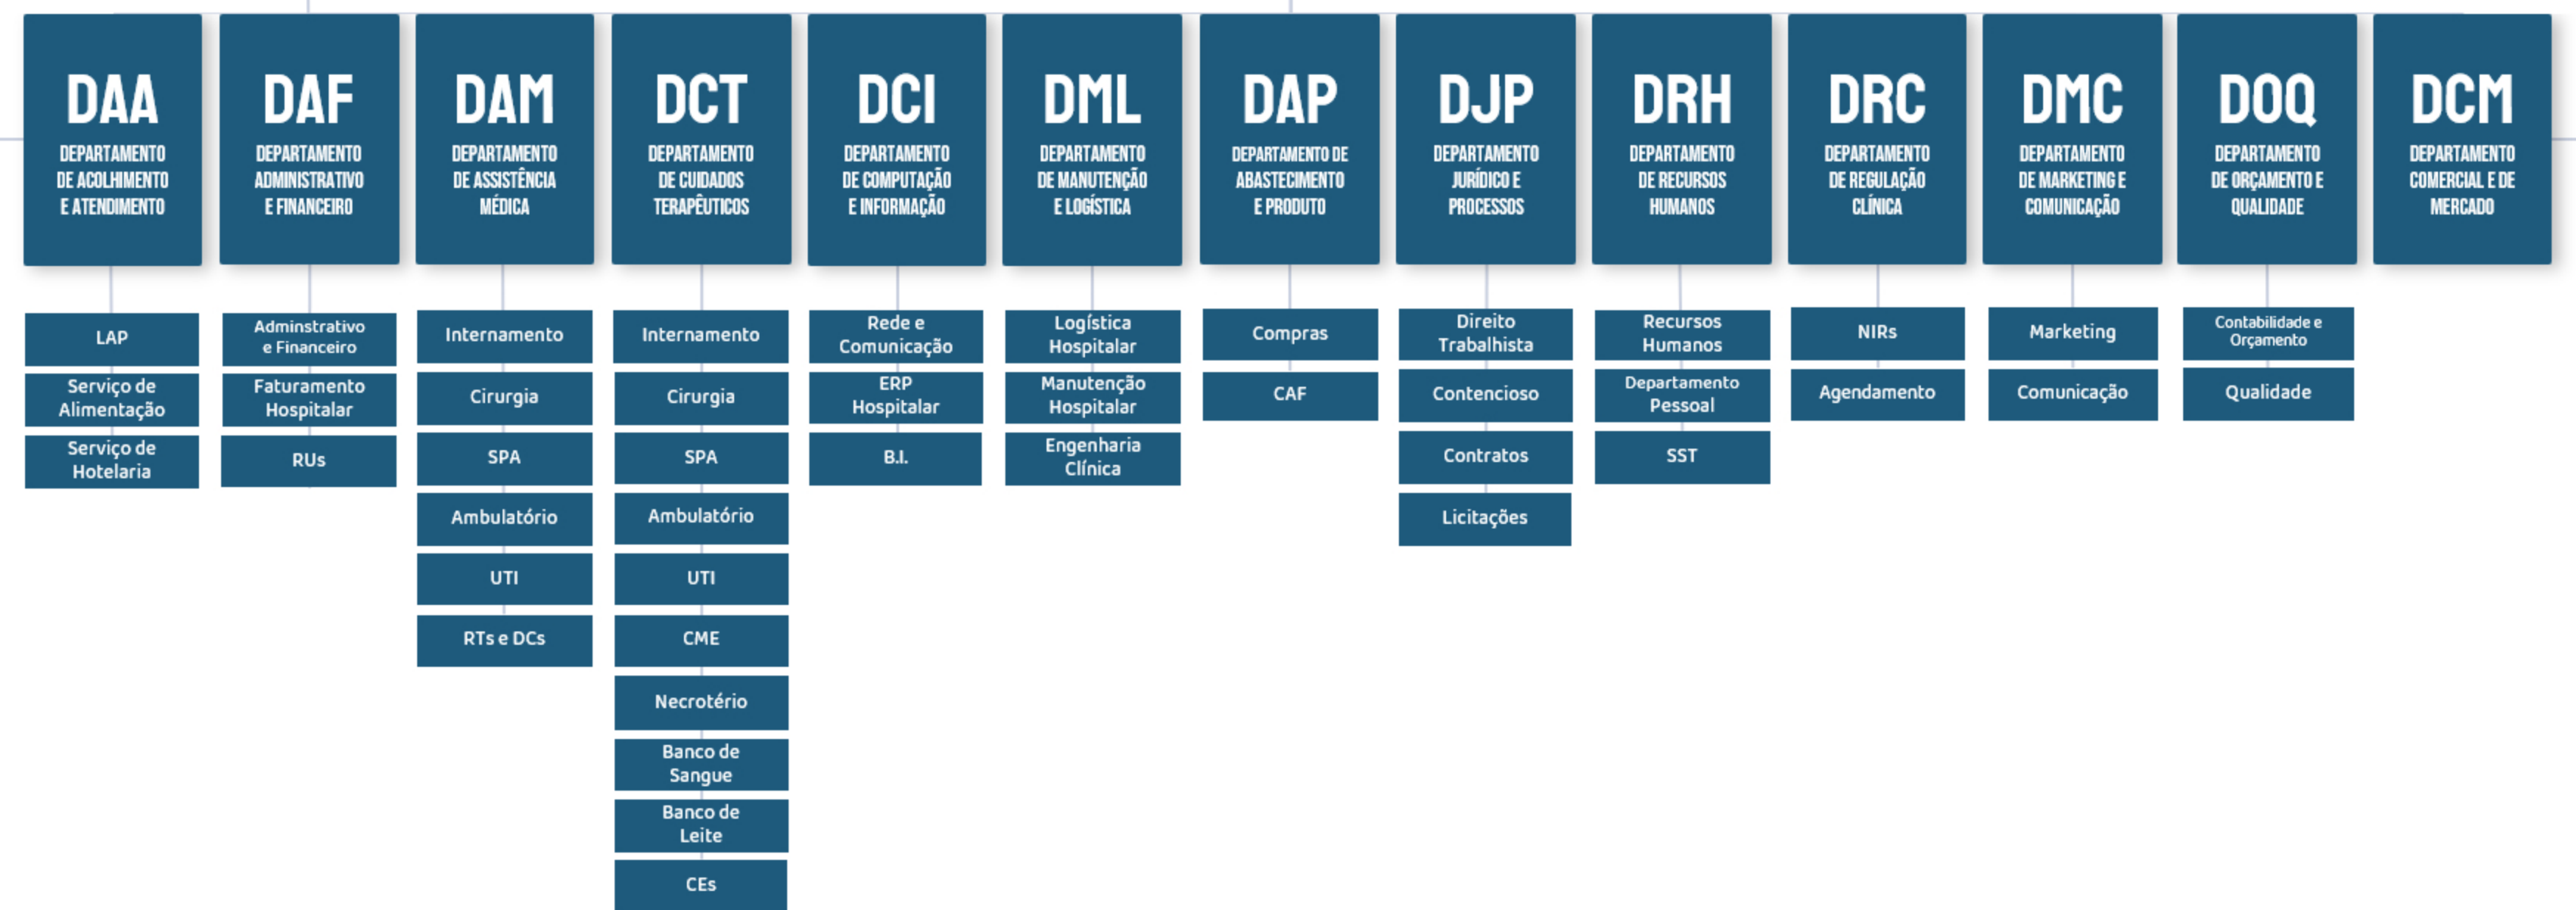 DAA
DEPARTAMENTO
DE ACOLHIMENTO
E ATENDIMENTO
LAP
Serviço de
Alimentação
Serviço de
Hotelaria
DAF
DEPARTAMENTO
ADMINISTRATIVO
E FINANCEIRO
Adminstrativo
e Financeiro
Faturamento
Hospitalar
RUs
DAM
DEPARTAMENTO
DE ASSISTÊNCIA
MÉDICA
Internamento
Cirurgia
SPA
Ambulatório
UTI
RTs e DCs
DCT
DEPARTAMENTO
DE CUIDADOS
TERAPÊUTICOS
Internamento
Cirurgia
SPA
Ambulatório
UTI
CME
Necrotério
Banco de
Sangue
Banco de
Leite
CEs
DCI
DEPARTAMENTO
DE COMPUTAÇÃO
E INFORMAÇÃO
Rede e
Comunicação
ERP
Hospitalar
B.I.
DML
DEPARTAMENTO
DE MANUTENÇÃO
E LOGÍSTICA
Logística
Hospitalar
Manutenção
Hospitalar
Engenharia
Clínica
DAP
DEPARTAMENTO DE
ABASTECIMENTO
E PRODUTO
Compras
CAF
DJP
DEPARTAMENTO
JURÍDICO E
PROCESSOS
Direito
Trabalhista
Contencioso
Contratos
Licitações
DRH
DEPARTAMENTO
DE RECURSOS
HUMANOS
Recursos
Humanos
Departamento
Pessoal
SST
DRC
DEPARTAMENTO
DE REGULAÇÃO
CLÍNICA
NIRs
Agendamento
DMC
DEPARTAMENTO
DE MARKETING E
COMUNICAÇÃO
Marketing
Comunicação
DOQ
DEPARTAMENTO
DE ORÇAMENTO E
QUALIDADE
Contabilidade e
Orçamento
Qualidade
DCM
DEPARTAMENTO
COMERCIAL E DE
MERCADO